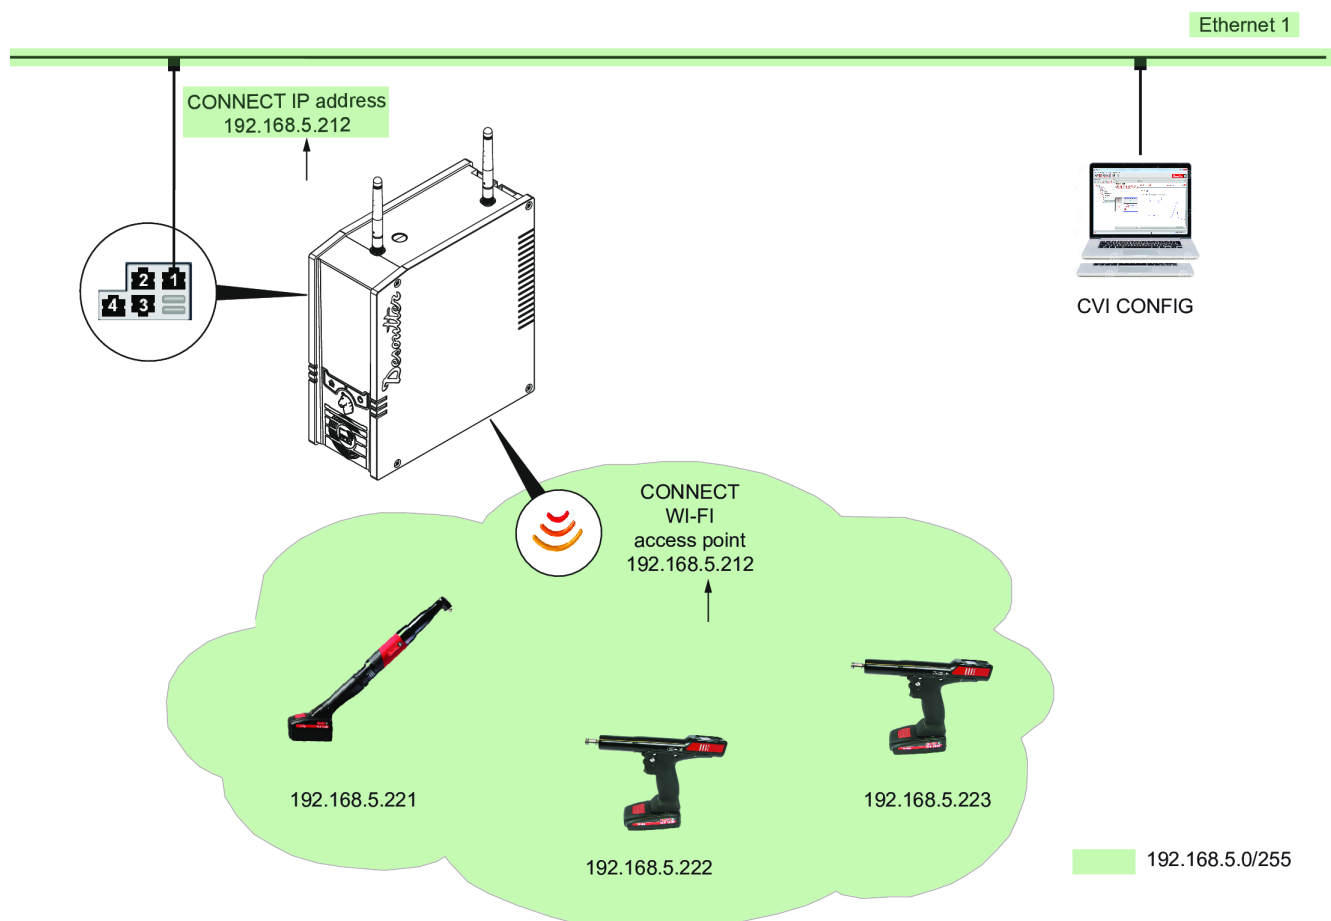 Ethernet 1
CONNECT IP address
192.168.5.212
2 1
4 3
Desoutter
CVI CONFIG
CONNECT
WI-FI
access point
192.168.5.212
192.168.5.221
192.168.5.223
192.168.5.222
192.168.5.0/255